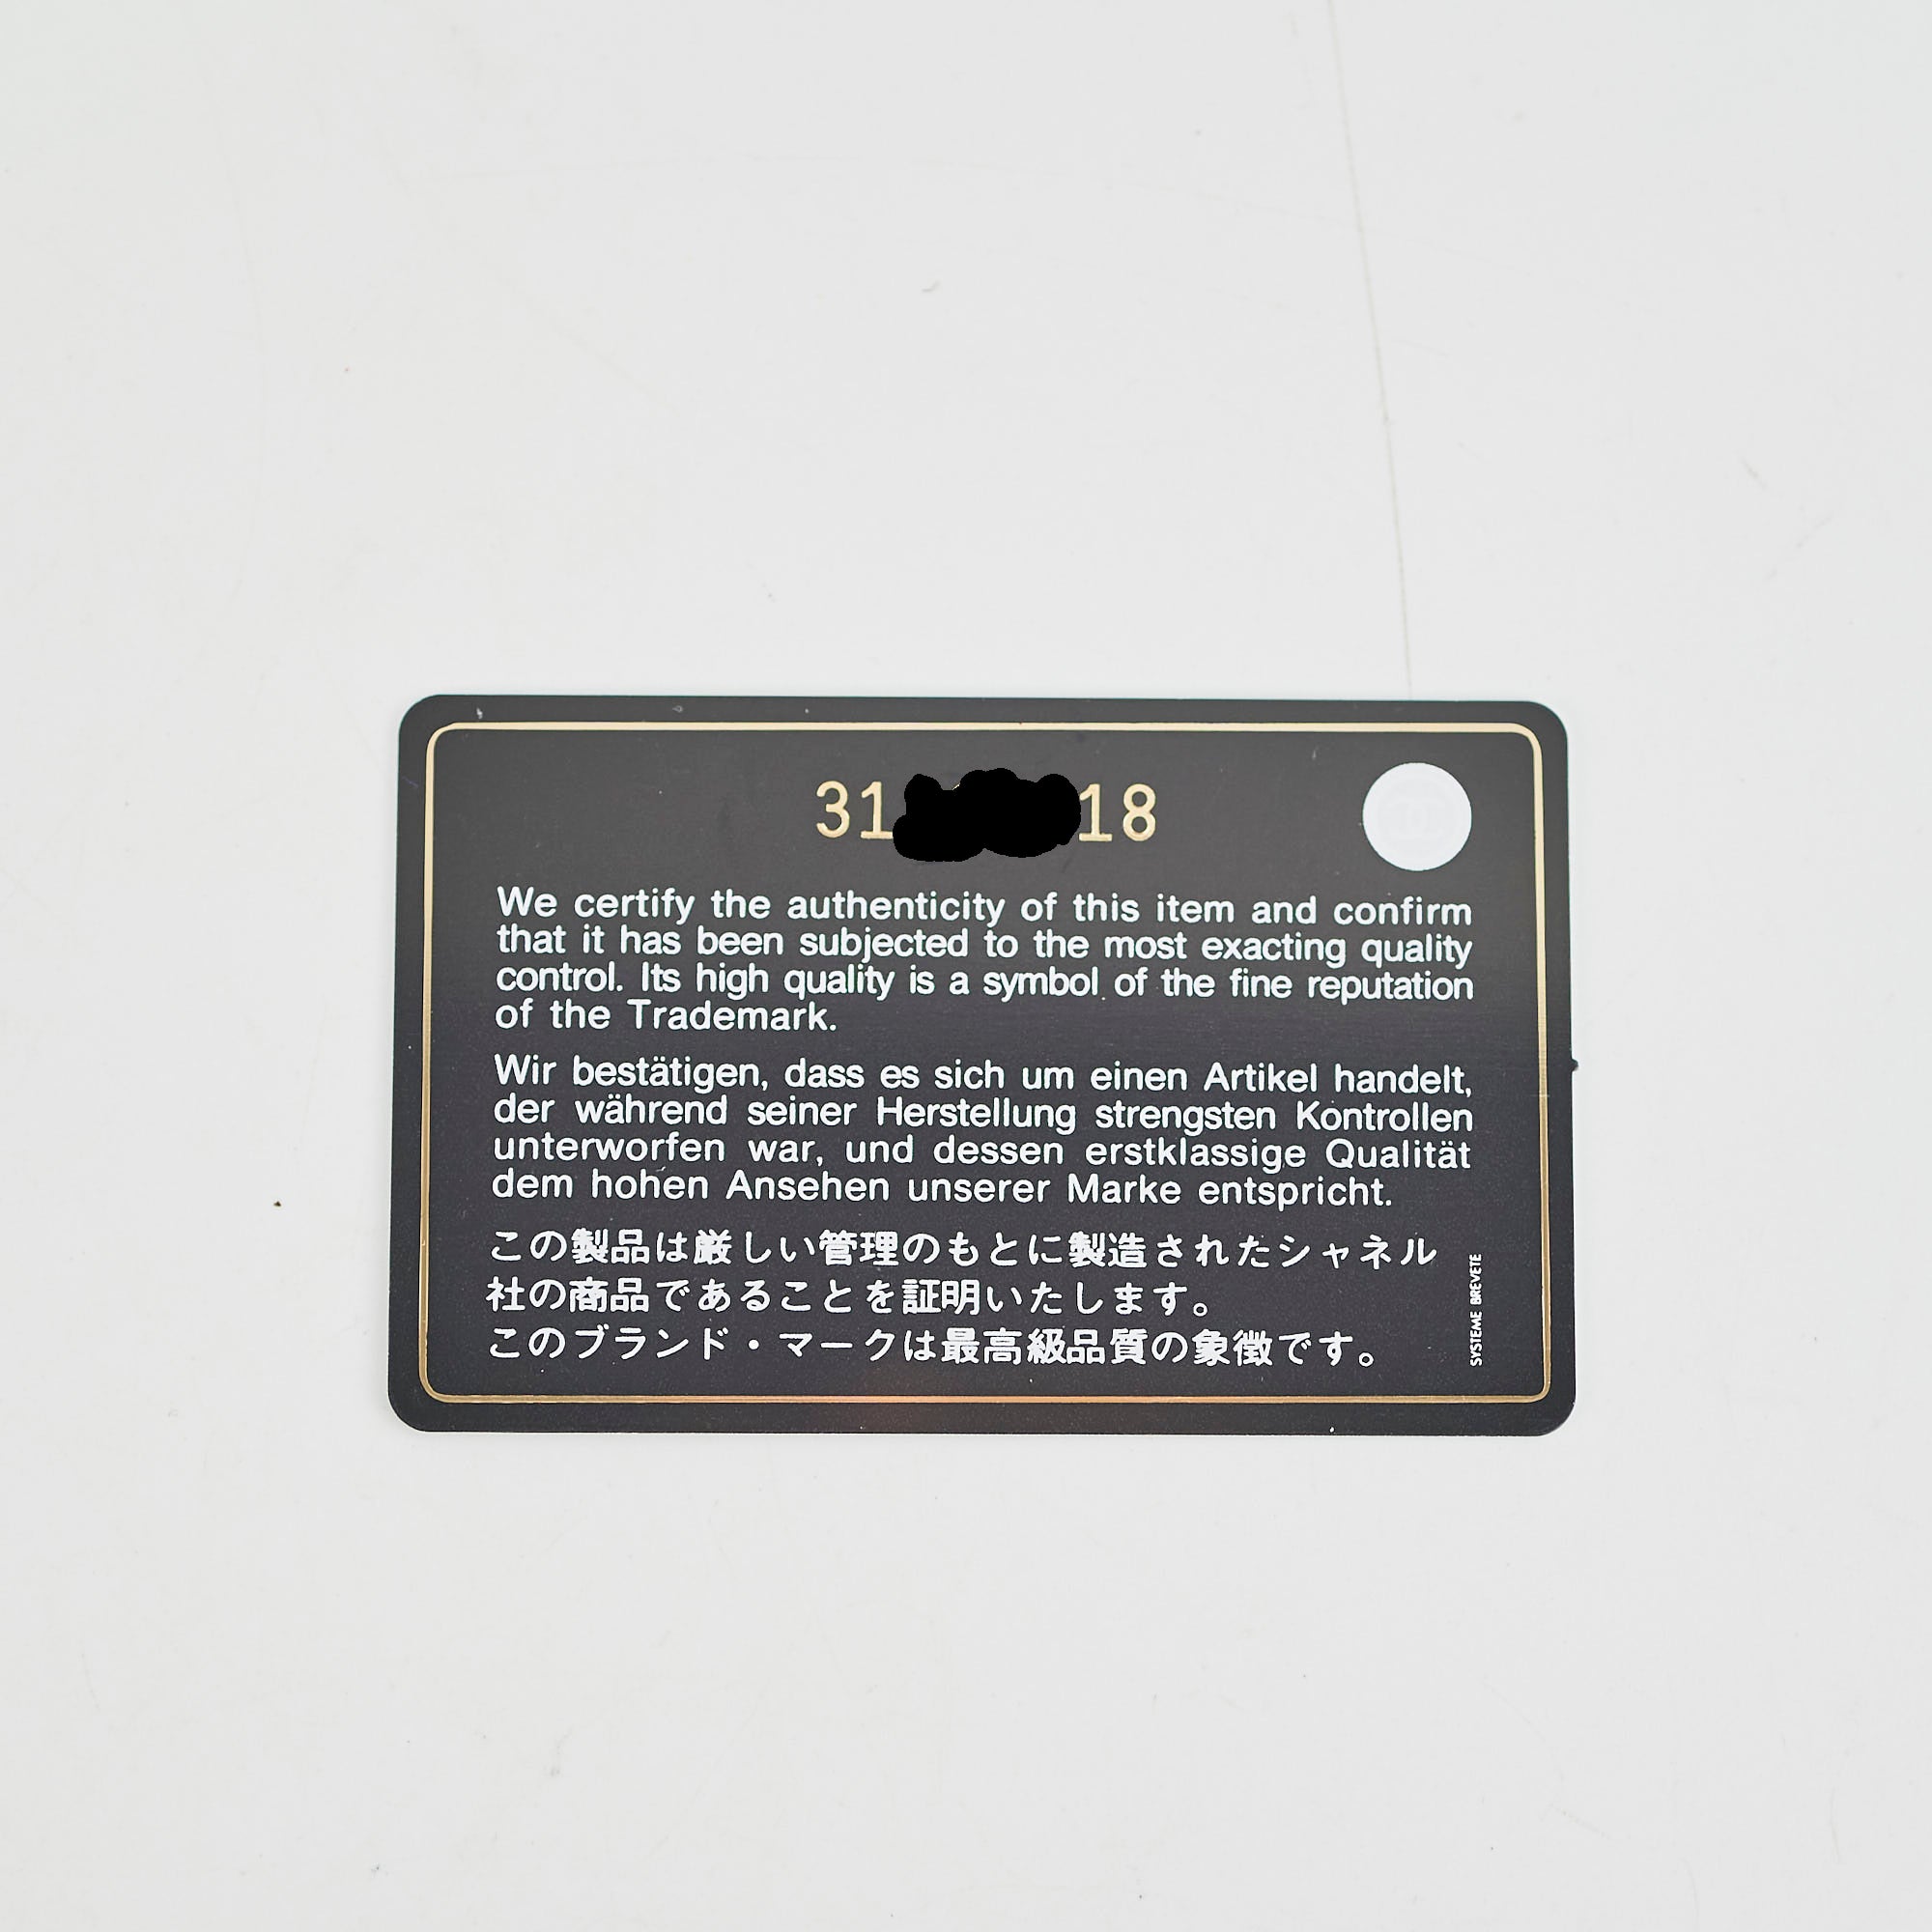 31 18
We certify the authenticity of this item and confirm
that it has been subjected to the most exacting quality
control. Its high quality is a symbol of the fine reputation
of the Trademark.
Wir bestätigen, dass es sich um einen Artikel handelt,
der während seiner Herstellung strengsten Kontrollen
unterworfen war, und dessen erstklassige Qualität
dem hohen Ansehen unserer Marke entspricht.
この製品は厳しい管理のもとに製造されたシャネル
社の商品であることを証明いたします。
このブランド・マークは最高級品質の象徴です。
SYSTEME BREVETE